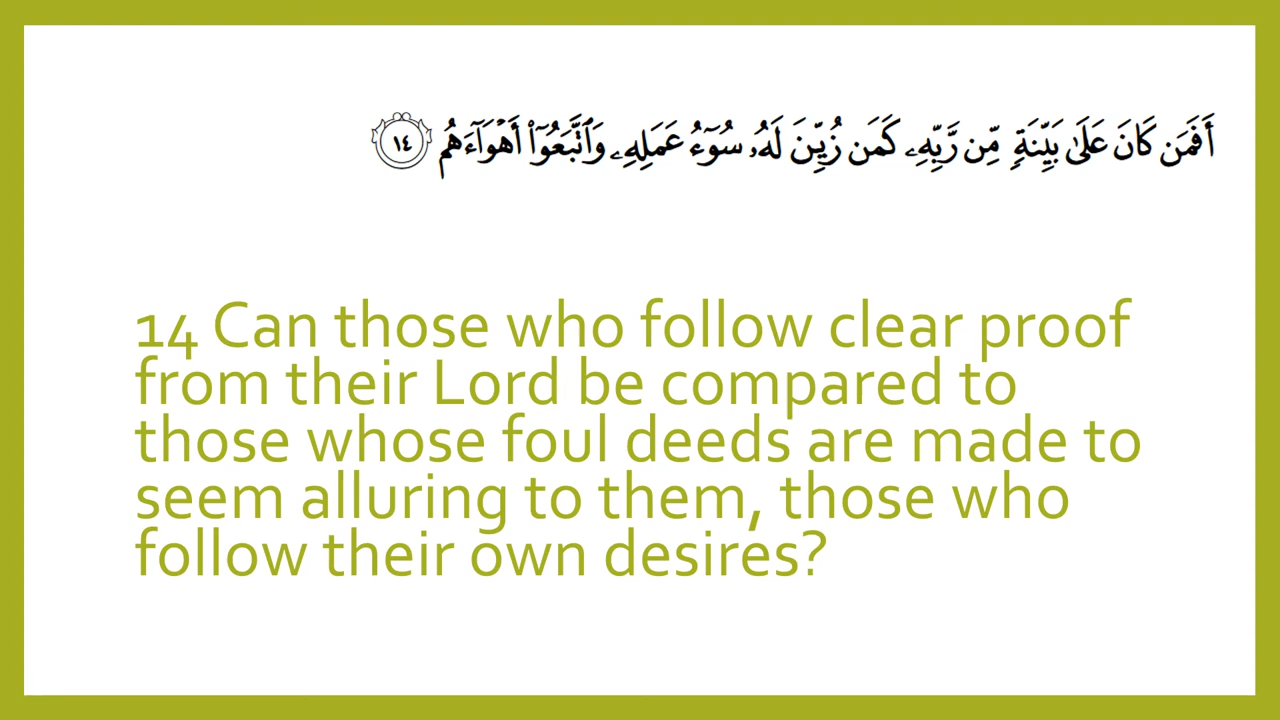 أَفَمَن كَانَ عَلَىٰ بَيِّنَةٍ مِّن رَّبِّهِۦ كَمَن زُيِّنَ لَهُۥ سُوٓءُ عَمَلِهِۦ وَٱتَّبَعُوٓا۟ أَهْوَآءَهُم ١٤
14 Can those who follow clear proof
from their Lord be compared to
those whose foul deeds are made to
seem alluring to them, those who
follow their own desires?